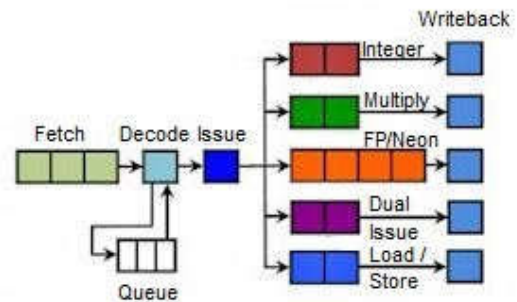 Writeback
Integer
Multiply
Fetch
Decode
Issue
FP/Neon
Dual
Issue
Load /
Store
Queue